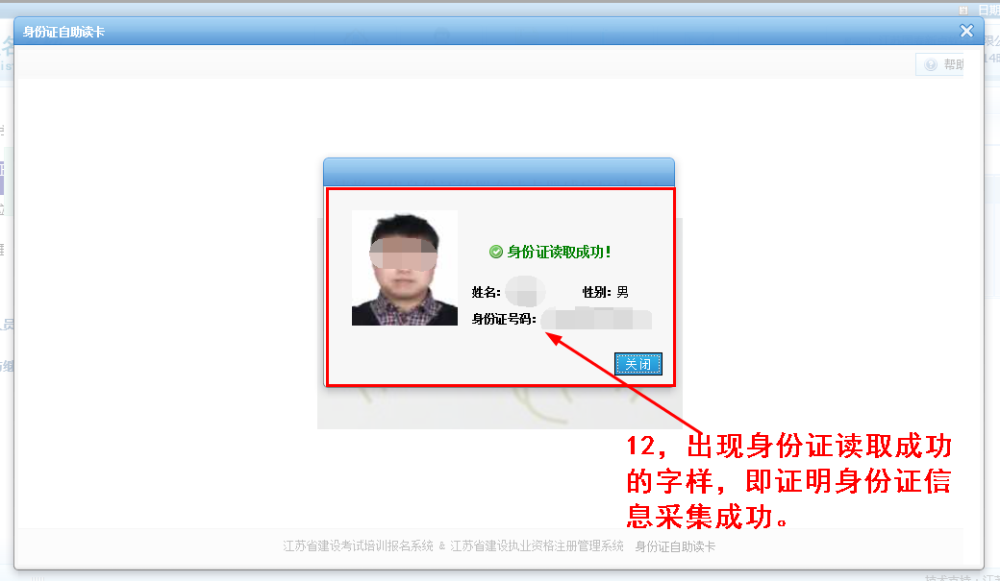 日期
身份证自助读卡
帮助
身份证读取成功！
姓名： 性别：男
身份证号码：
关闭
12，出现身份证读取成功
的字样，即证明身份证信
息采集成功。
江苏省建设考试培训报名系统 & 江苏省建设执业资格注册管理系统 身份证自助读卡